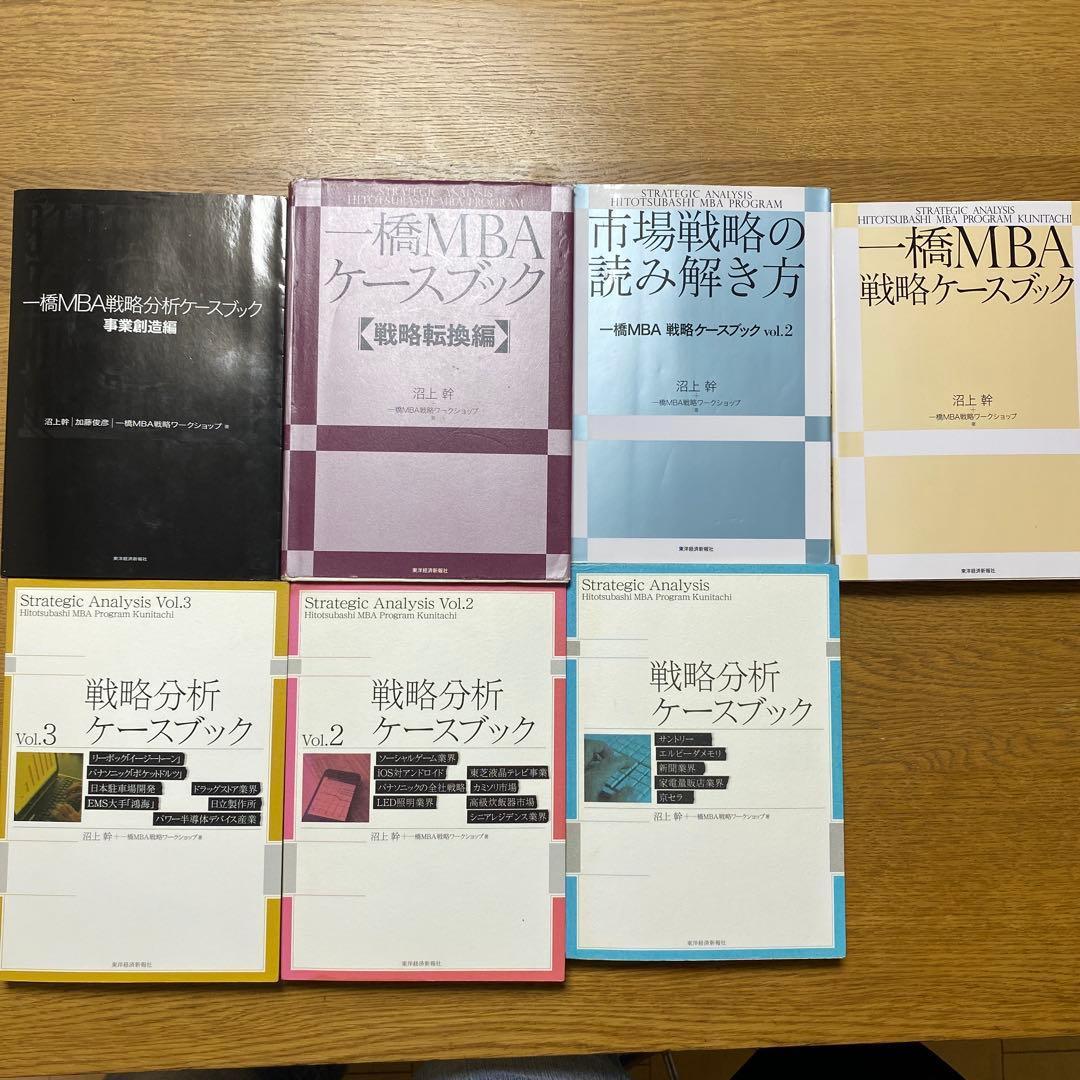 一橋MBA戦略分析ケースブック
事業創造編
沼上幹|加藤俊彦|一橋MBA戦略ワークショップ 著
東洋経済新報社
STRATEGIC ANALYSIS
HITOTSUBASHI MBA PROGRAM
一橋MBA
ケースブック
【戦略転換編】
沼上 幹
+
一橋MBA戦略ワークショップ
著
東洋経済新報社
STRATEGIC ANALYSIS
HITOTSUBASHI MBA PROGRAM
市場戦略の
読み解き方
一橋MBA 戦略ケースブック vol.2
沼上 幹
+
一橋MBA戦略ワークショップ
著
東洋経済新報社
STRATEGIC ANALYSIS
HITOTSUBASHI MBA PROGRAM KUNITACHI
一橋MBA
戦略ケースブック
沼上 幹
+
一橋MBA戦略ワークショップ
著
東洋経済新報社
Strategic Analysis Vol.3
Hitotsubashi MBA Program Kunitachi
戦略分析
ケースブック
Vol.3
リーボック「イージートーン」
パナソニック「ポケットドルツ」
日本駐車場開発 ドラッグストア業界
EMS大手「鴻海」 日立製作所
パワー半導体デバイス産業
沼上 幹+一橋MBA戦略ワークショップ著
東洋経済新報社
Strategic Analysis Vol.2
Hitotsubashi MBA Program Kunitachi
戦略分析
ケースブック
Vol.2
ソーシャルゲーム業界
iOS対アンドロイド 東芝液晶テレビ事業
パナソニックの全社戦略 カミソリ市場
LED照明業界 高級炊飯器市場
シニアレジデンス業界
沼上 幹+一橋MBA戦略ワークショップ著
東洋経済新報社
Strategic Analysis
Hitotsubashi MBA Program Kunitachi
戦略分析
ケースブック
サントリー
エルピーダメモリ
新聞業界
家電量販店業界
京セラ
沼上 幹+一橋MBA戦略ワークショップ著
東洋経済新報社